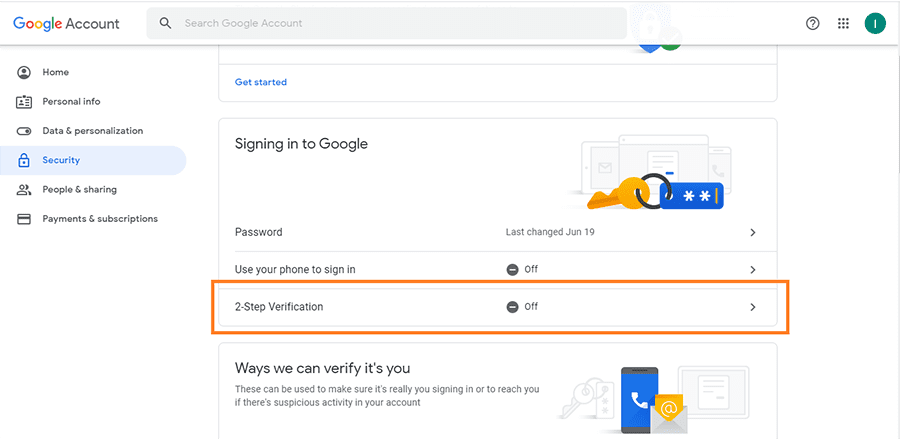 Google Account
Search Google Account
I
Home
Personal info
Data & personalization
Security
People & sharing
Payments & subscriptions
Get started
Signing in to Google
**
Password Last changed Jun 19
Use your phone to sign in Off
2-Step Verification Off
Ways we can verify it's you
These can be used to make sure it's really you signing in or to reach you
if there's suspicious activity in your account
@